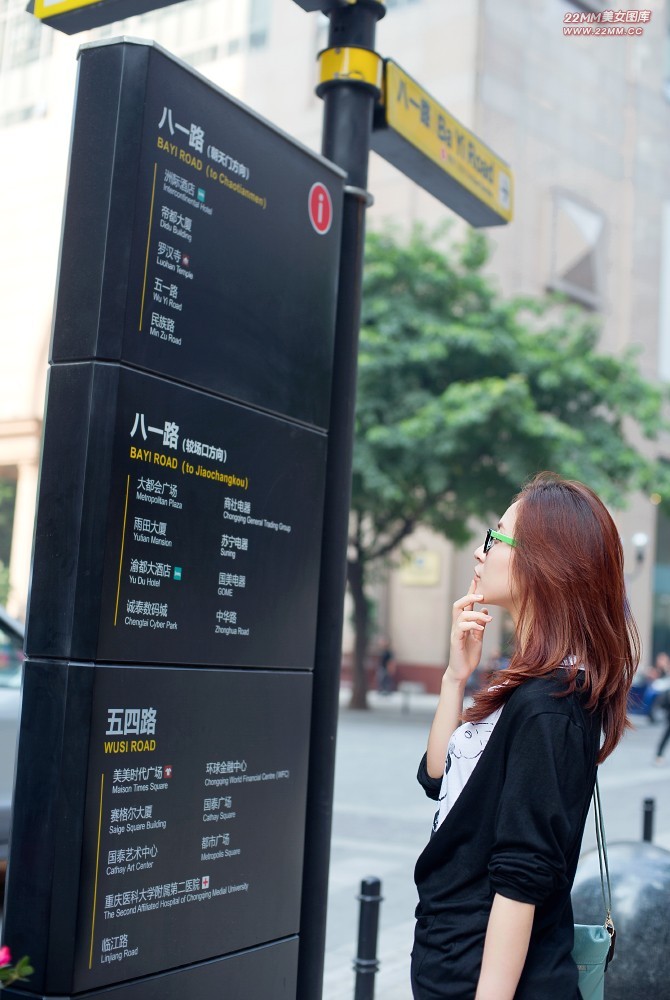 22MM美女图库
WWW.22MM.CC
八一路 Ba Yi Road
八一路 (朝天门方向)
BAYI ROAD (to Chaotianmen)
洲际酒店
Intercontinental Hotel
帝都大厦
Didu Building
罗汉寺
Luohan Temple
五一路
Wu Yi Road
民族路
Min Zu Road
八一路 (较场口方向)
BAYI ROAD (to Jiaochangkou)
大都会广场
Metropolitan Plaza
雨田大厦
Yutian Mansion
渝都大酒店
Yu Du Hotel
诚泰数码城
Chengtai Cyber Park
商社电器
Chongqing General Trading Group
苏宁电器
Suning
国美电器
GOME
中华路
Zhonghua Road
五四路
WUSI ROAD
美美时代广场
Maison Times Square
赛格尔大厦
Saige Square Building
国泰艺术中心
Cathay Art Center
环球金融中心
Chongqing World Financial Centre (WFC)
国泰广场
Cathay Square
都市广场
Metropolis Square
重庆医科大学附属第二医院
The Second Affiliated Hospital of Chongqing Medial University
临江路
Linjiang Road